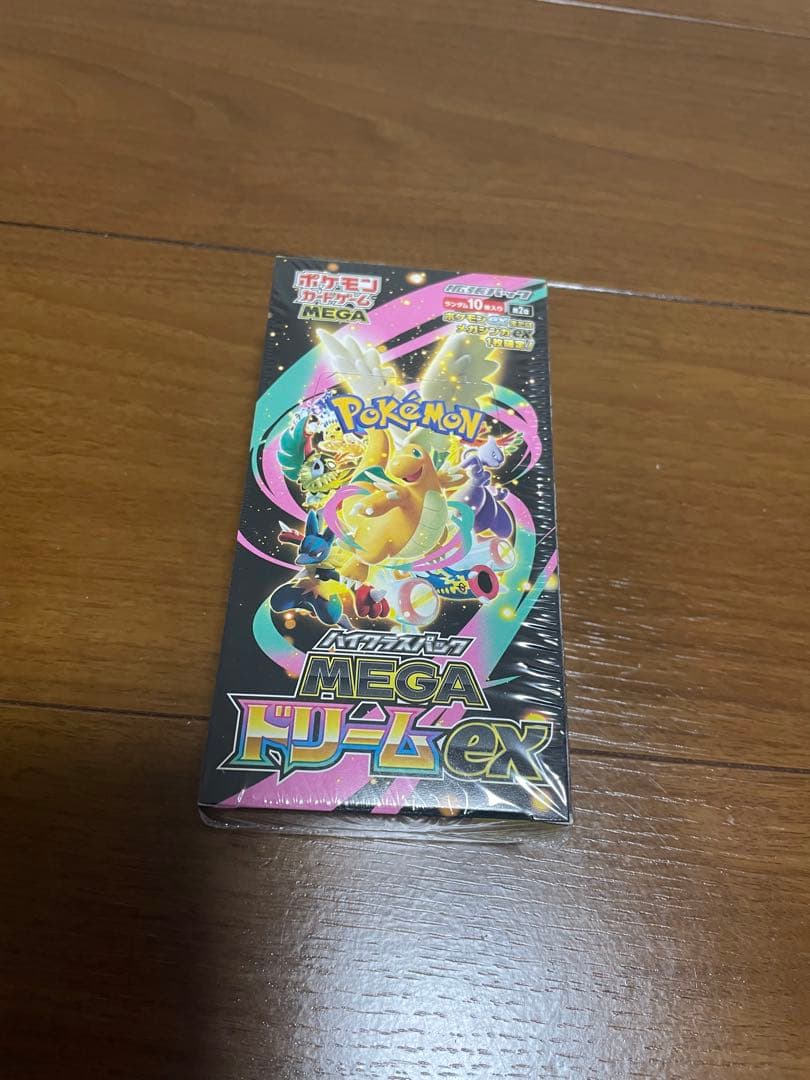 ポケモン
カードゲーム
MEGA
拡張パック
ランダム10枚入り
ポケモンex
メガシンカex
1枚確定!
POKÉMON
ハイクラスパック
MEGA
ドリームex